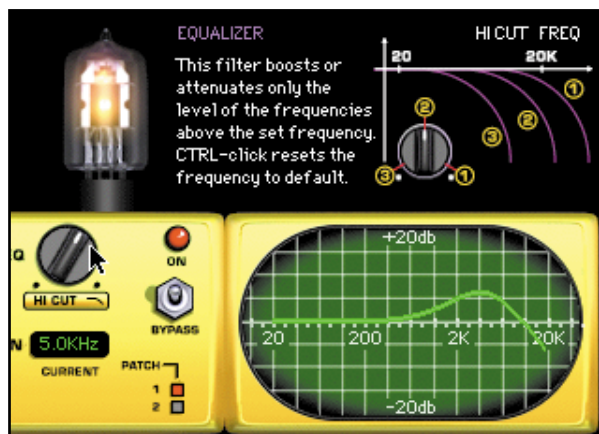 EQUALIZER
This filter boosts or
attenuates only the
level of the frequencies
above the set frequency.
CTRL-click resets the
frequency to default.
HI CUT FREQ
20 20K
1
2
3
2
3
1
EQ
HI CUT
N 5.0KHz
CURRENT
ON
BYPASS
PATCH
1
2
+20db
20 200 2K 20K
-20db